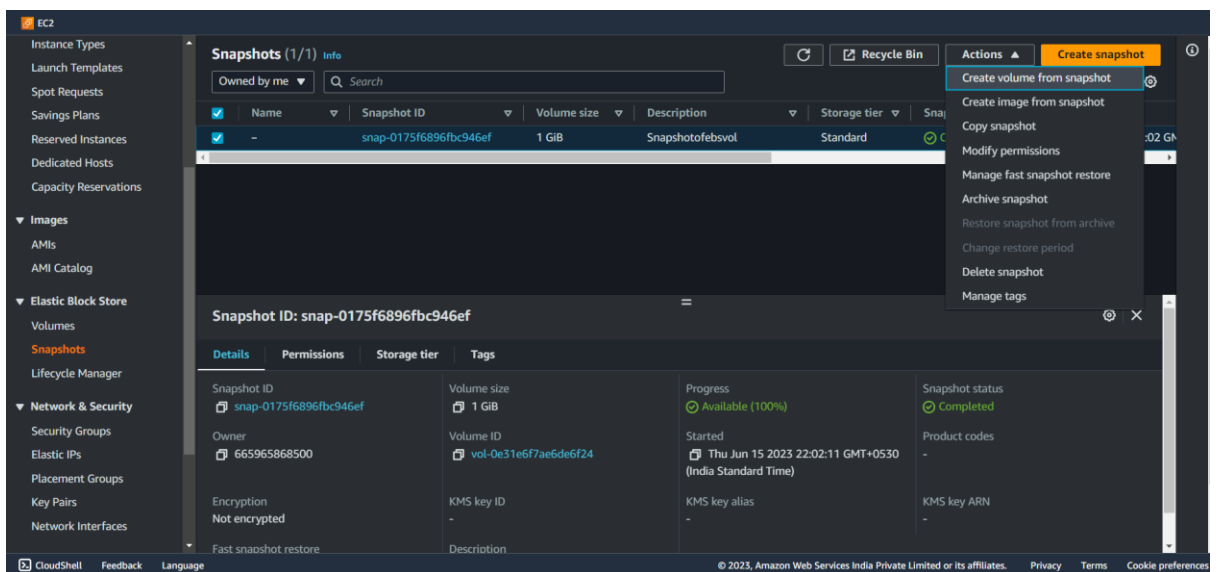 EC2
Instance Types
Launch Templates
Spot Requests
Savings Plans
Reserved Instances
Dedicated Hosts
Capacity Reservations
Images
AMIs
AMI Catalog
Elastic Block Store
Volumes
Snapshots
Lifecycle Manager
Network & Security
Security Groups
Elastic IPs
Placement Groups
Key Pairs
Network Interfaces
Snapshots (1/1) Info
Recycle Bin
Actions
Create snapshot
Owned by me
Search
Name Snapshot ID Volume size Description Storage tier
– snap-0175f6896fbc946ef 1 GiB Snapshotofebsvol Standard
Create volume from snapshot
Create image from snapshot
Copy snapshot
Modify permissions
Manage fast snapshot restore
Archive snapshot
Restore snapshot from archive
Change restore period
Delete snapshot
Manage tags
Snapshot ID: snap-0175f6896fbc946ef
Details Permissions Storage tier Tags
Snapshot ID Volume size Progress Snapshot status
snap-0175f6896fbc946ef 1 GiB Available (100%) Completed
Owner Volume ID Started Product codes
665965868500 vol-0e31e6f7ae6de6f24 Thu Jun 15 2023 22:02:11 GMT+0530 –
(India Standard Time)
Encryption KMS key ID KMS key alias KMS key ARN
Not encrypted – – –
Fast snapshot restore Description
CloudShell Feedback Language © 2023, Amazon Web Services India Private Limited or its affiliates. Privacy Terms Cookie preferences